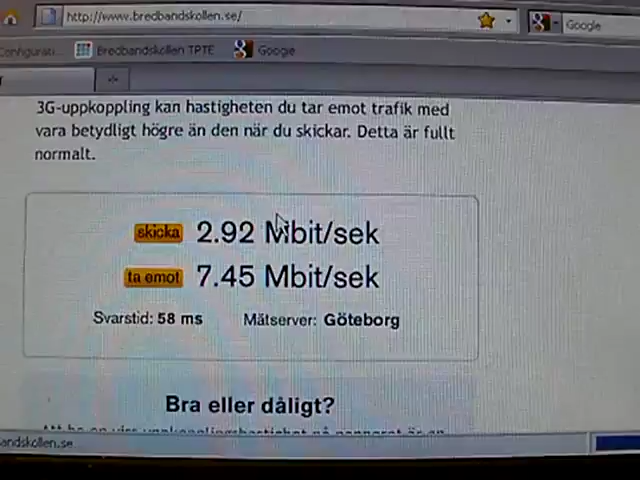 http://www.bredbandskollen.se/
Google
Bredbandskollen TPTE
Google
3G-uppkoppling kan hastigheten du tar emot trafik med
vara betydligt högre än den när du skickar. Detta är fullt
normalt.
skicka 2.92 Mbit/sek
ta emot 7.45 Mbit/sek
Svarstid: 58 ms Mätserver: Göteborg
Bra eller dåligt?
andskollen.se